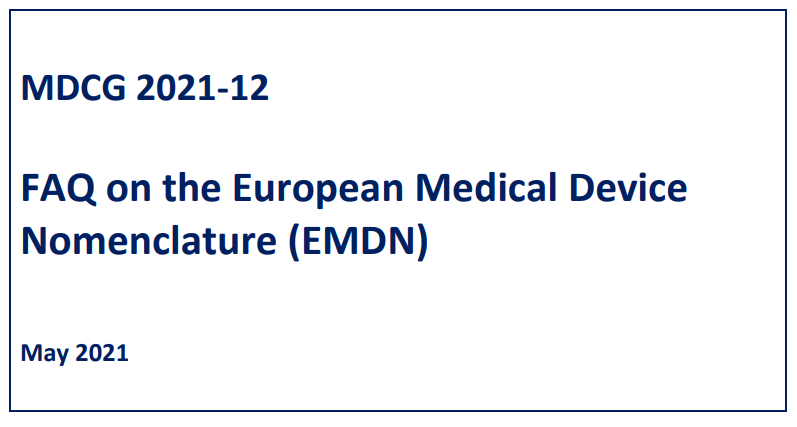 MDCG 2021-12
FAQ on the European Medical Device
Nomenclature (EMDN)
May 2021